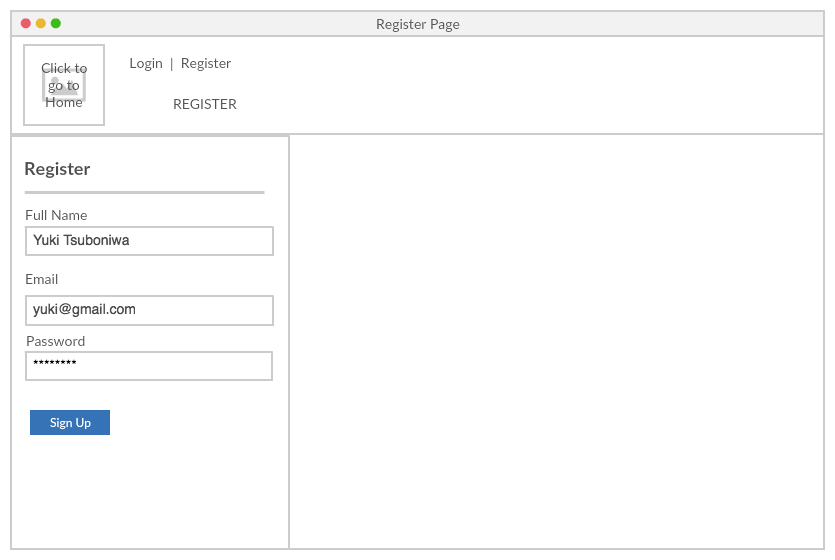 Register Page
Click to
go to
Home
Login | Register
REGISTER
Register
Full Name
Yuki Tsuboniwa
Email
yuki@gmail.com
Password
********
Sign Up